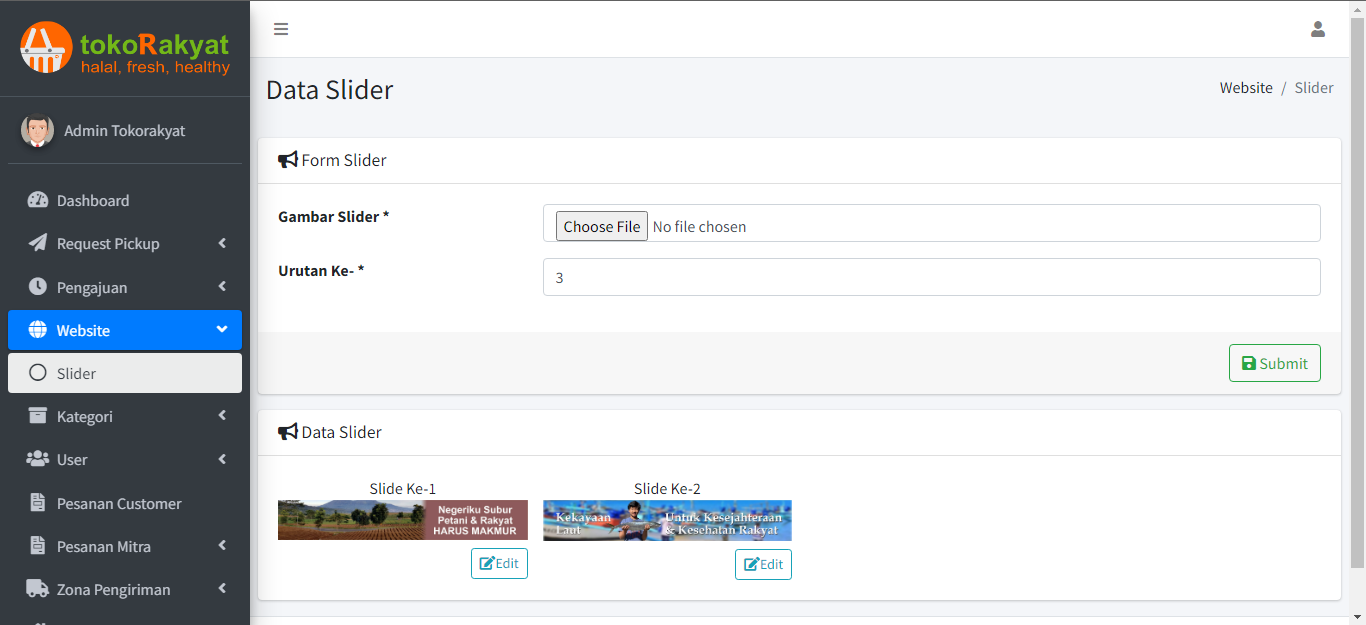 tokoRakyat
halal, fresh, healthy
Admin Tokorakyat
Dashboard
Request Pickup
Pengajuan
Website
Slider
Kategori
User
Pesanan Customer
Pesanan Mitra
Zona Pengiriman
Data Slider
Website / Slider
Form Slider
Gambar Slider *
Choose File No file chosen
Urutan Ke- *
3
Submit
Data Slider
Slide Ke-1
Negeriku Subur
Petani & Rakyat
HARUS MAKMUR
Edit
Slide Ke-2
Kekayaan
Laut
Untuk Kesejahteraan
& Kesehatan Rakyat
Edit